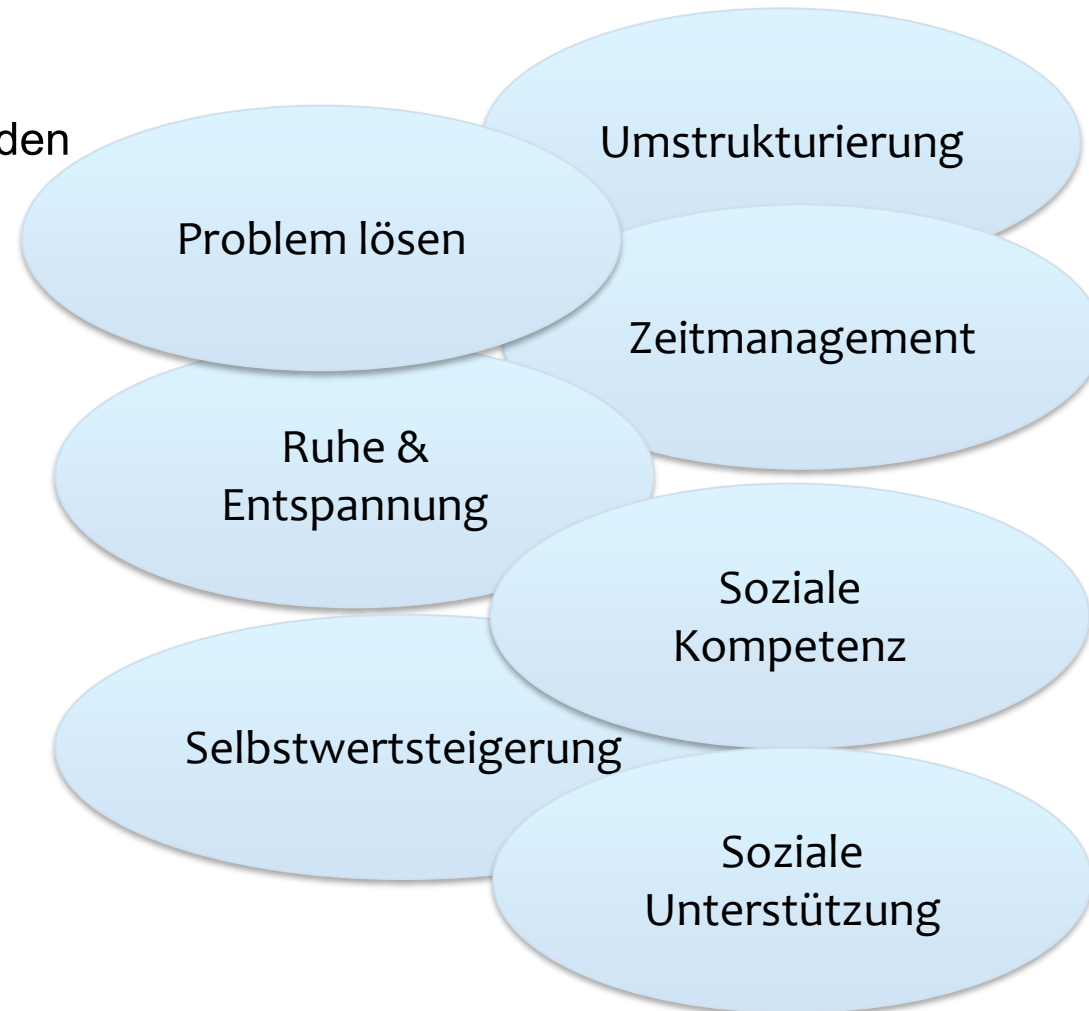 den
Umstrukturierung
Problem lösen
Zeitmanagement
Ruhe &
Entspannung
Soziale
Kompetenz
Selbstwertsteigerung
Soziale
Unterstützung